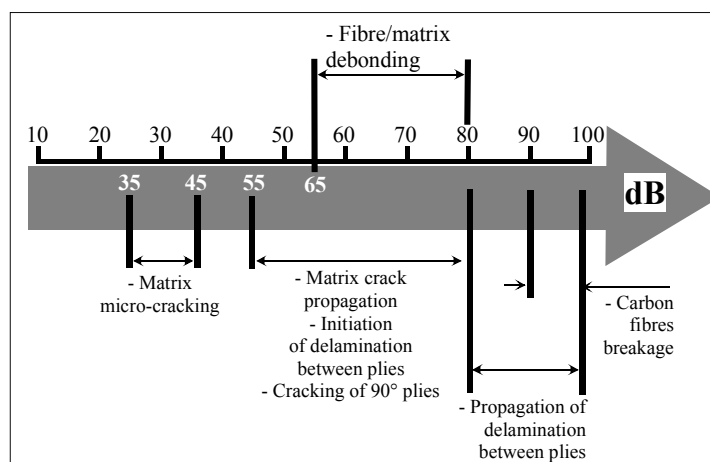 - Fibre/matrix
debonding
10 20 30 40 50 60 70 80 90 100
35 45 55 65
dB
- Matrix
micro-cracking
- Matrix crack
propagation
- Initiation
of delamination
between plies
- Cracking of 90° plies
- Carbon
fibres
breakage
- Propagation of
delamination
between plies